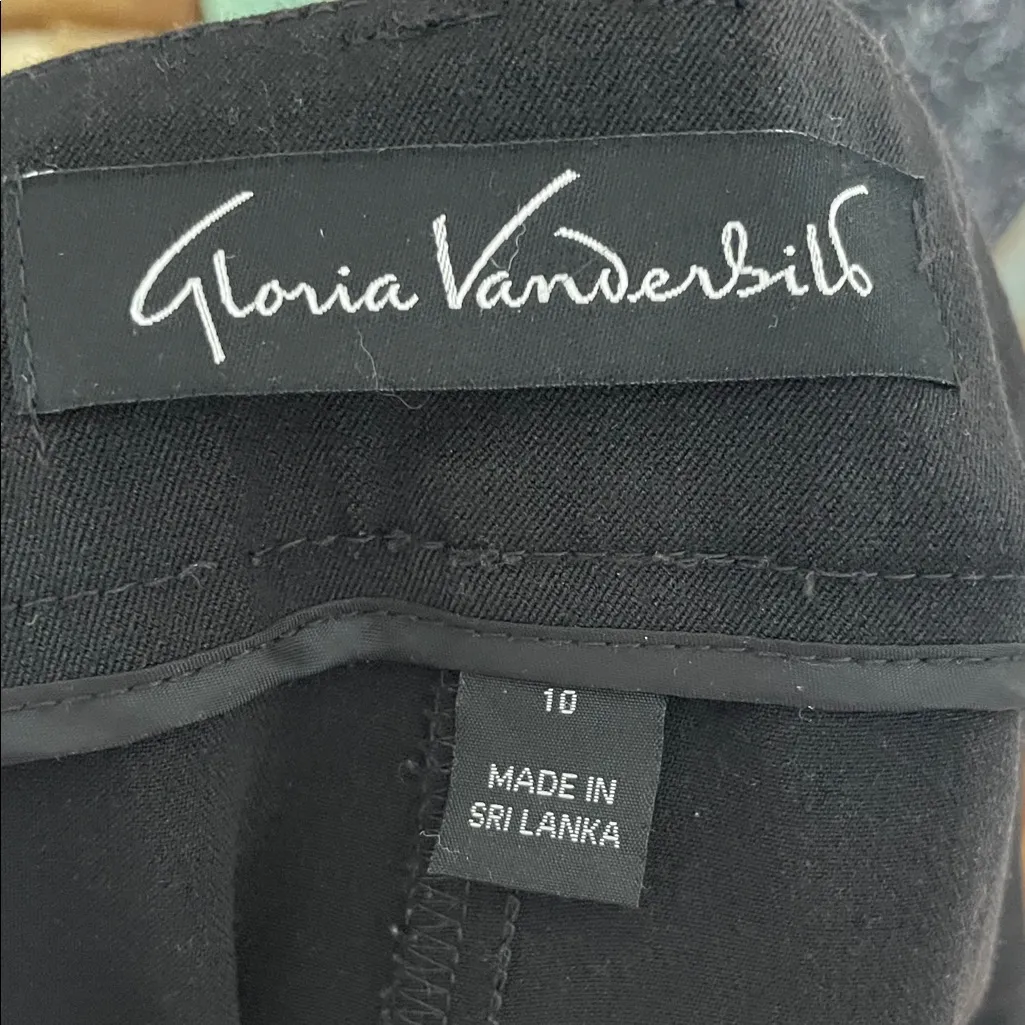 Gloria Vanderbilt
10
MADE IN
SRI LANKA